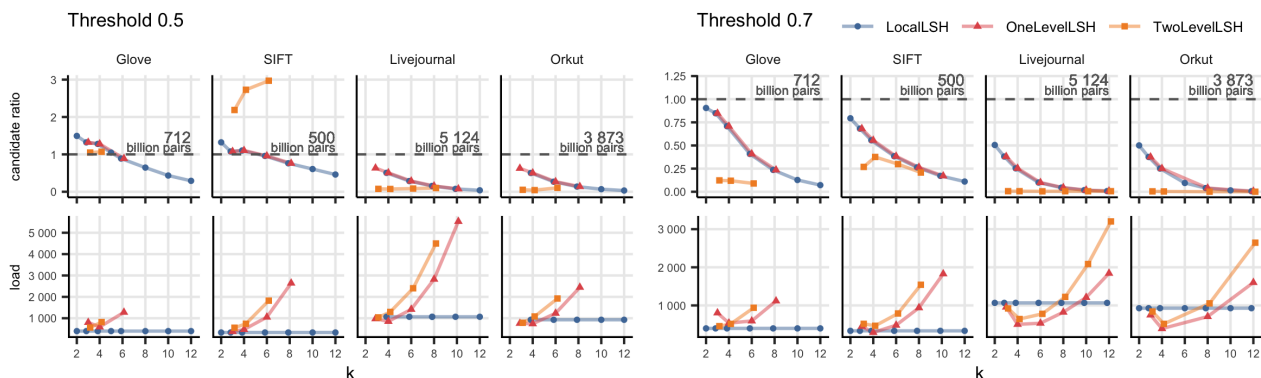 Threshold 0.5
Threshold 0.7
LocalLSH OneLevelLSH TwoLevelLSH
Glove SIFT Livejournal Orkut
Glove SIFT Livejournal Orkut
candidate ratio
3
2
1
0
712
billion pairs
500
billion pairs
5 124
billion pairs
3 873
billion pairs
1.25
1.00
0.75
0.50
0.25
0.00
712
billion pairs
500
billion pairs
5 124
billion pairs
3 873
billion pairs
load
5 000
4 000
3 000
2 000
1 000
3 000
2 000
1 000
2 4 6 8 10 12 2 4 6 8 10 12 2 4 6 8 10 12 2 4 6 8 10 12
2 4 6 8 10 12 2 4 6 8 10 12 2 4 6 8 10 12 2 4 6 8 10 12
k
k